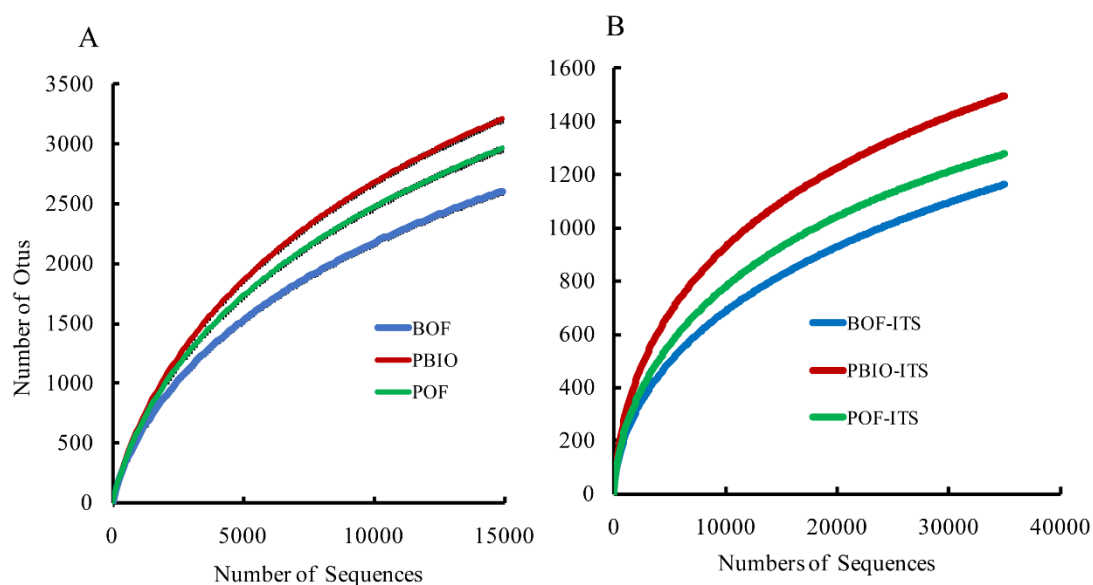 A
3500
3000
2500
2000
1500
1000
500
0
Number of Otus
BOF
PBIO
POF
0 5000 10000 15000
Number of Sequences
B
1600
1400
1200
1000
800
600
400
200
0
BOF-ITS
PBIO-ITS
POF-ITS
0 10000 20000 30000 40000
Numbers of Sequences